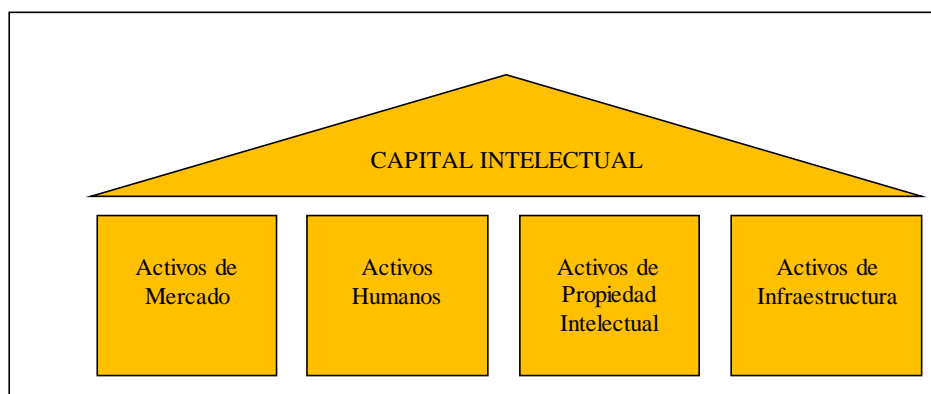 CAPITAL INTELECTUAL
Activos de
Mercado
Activos
Humanos
Activos de
Propiedad
Intelectual
Activos de
Infraestructura